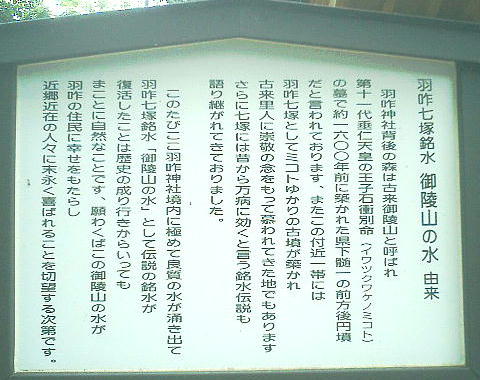 羽咋七塚銘水 御陵山の水 由来
羽咋神社背後の森は古来御陵山と呼ばれ
第十一代垂仁天皇の王子石衝別命(イワツクワケノミコト)
の墓で約一六〇〇年前に築かれた県下髄一の前方後円墳
だと言われております、またこの付近一帯には
羽咋七塚としてミコトゆかりの古墳が築かれ
古来里人に崇敬の念をもって慕われてきた地でもあります
さらに七塚には昔から万病に効くと言う銘水伝説も
語り継がれてきておりました。
このたびここ羽咋神社境内に極めて良質の水が涌き出て
羽咋七塚銘水「御陵山の水」として伝説の銘水が
復活したことは歴史の成り行きからいっても
まことに自然なことです、願わくばこの御陵山の水が
羽咋の住民に幸せをもたらし
近郷近在の人々に末永く喜ばれることを切望する次第です。